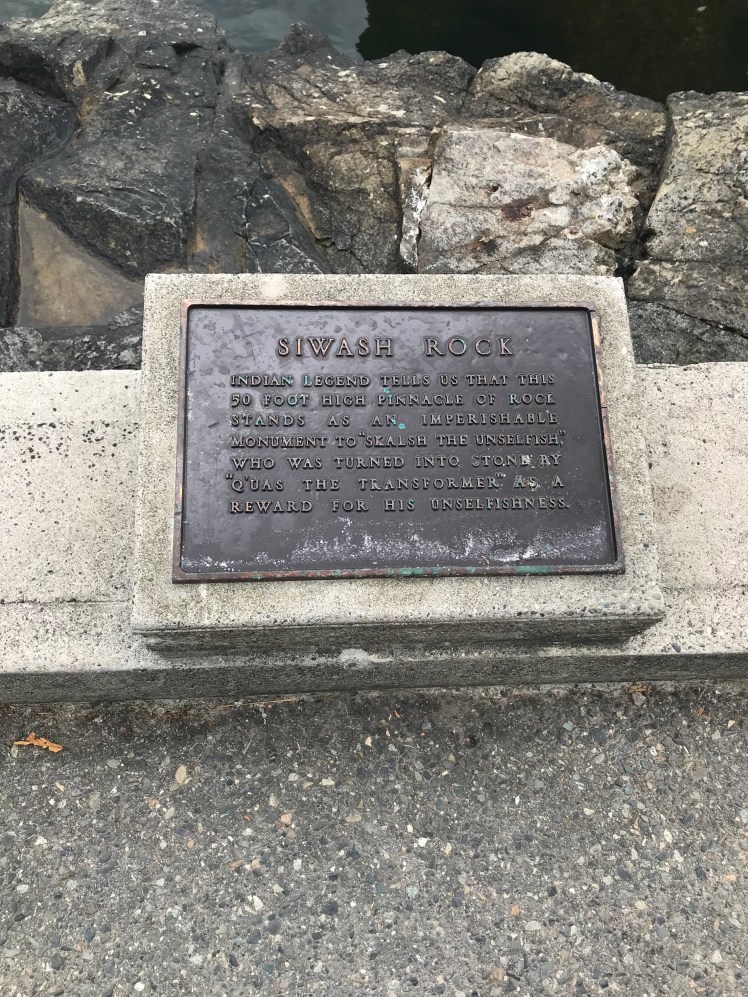 SIWASH ROCK
INDIAN LEGEND TELLS US THAT THIS
50 FOOT HIGH PINNACLE OF ROCK
STANDS AS AN IMPERISHABLE
MONUMENT TO "SKALSH THE UNSELFISH,"
WHO WAS TURNED INTO STONE BY
"Q'UAS THE TRANSFORMER" AS A
REWARD FOR HIS UNSELFISHNESS.